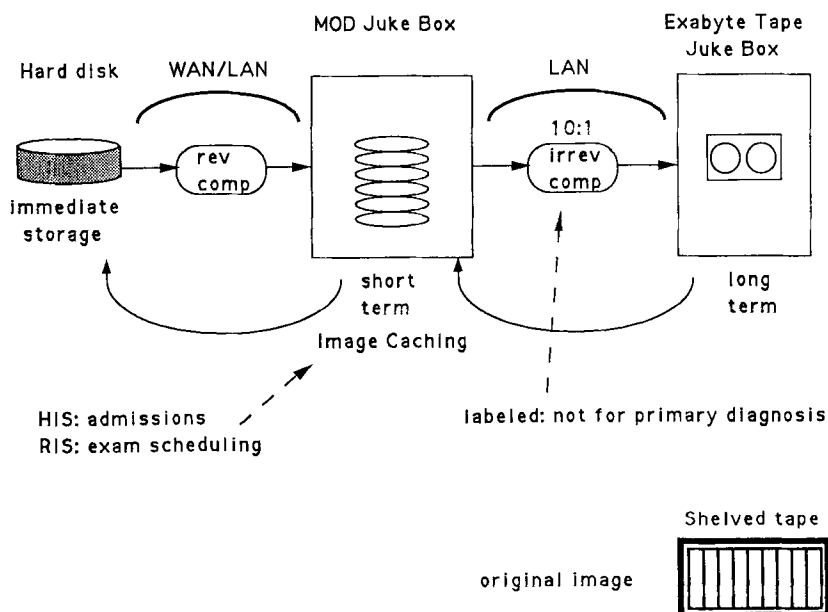 MOD Juke Box
Exabyte Tape
Juke Box
Hard disk
WAN/LAN
LAN
10:1
rev
comp
irrev
comp
immediate
storage
short
term
long
term
Image Caching
HIS: admissions
RIS: exam scheduling
labeled: not for primary diagnosis
Shelved tape
original image